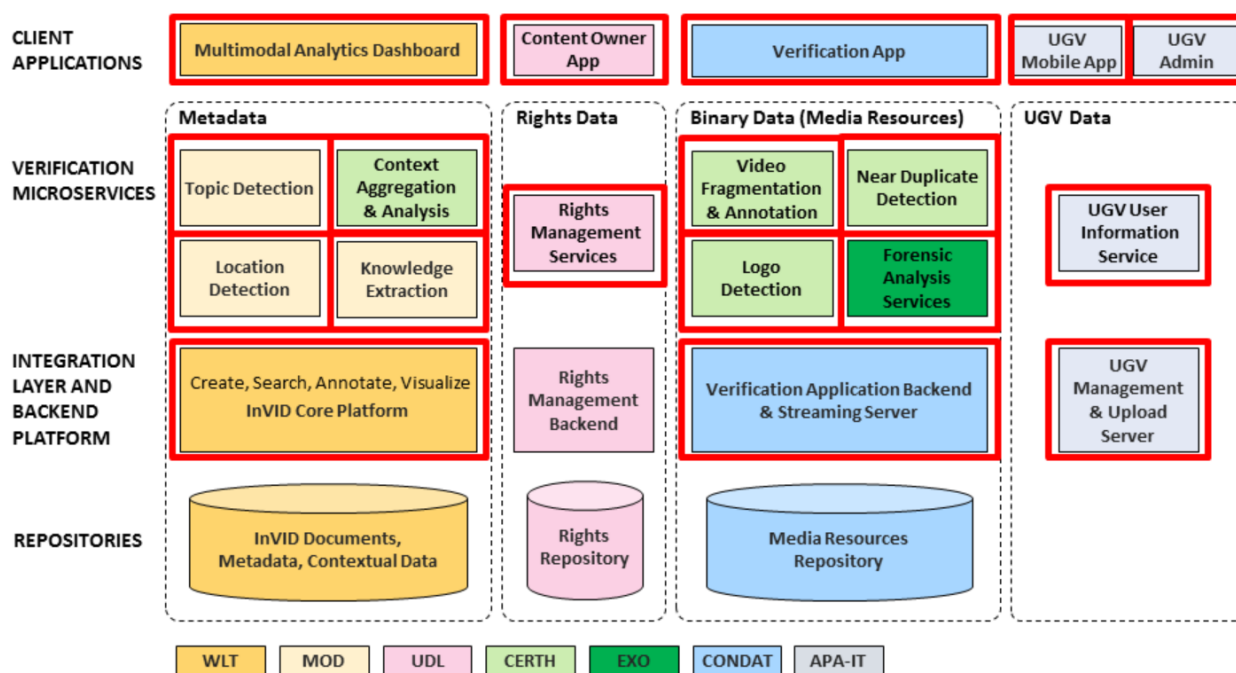 CLIENT
APPLICATIONS
Multimodal Analytics Dashboard
Content Owner
App
Verification App
UGV
Mobile App
UGV
Admin
Metadata
Rights Data
Binary Data (Media Resources)
UGV Data
VERIFICATION
MICROSERVICES
Topic Detection
Context
Aggregation
& Analysis
Location
Detection
Knowledge
Extraction
Rights
Management
Services
Video
Fragmentation
& Annotation
Near Duplicate
Detection
Logo
Detection
Forensic
Analysis
Services
UGV User
Information
Service
INTEGRATION
LAYER AND
BACKEND
PLATFORM
Create, Search, Annotate, Visualize
InVID Core Platform
Rights
Management
Backend
Verification Application Backend
& Streaming Server
UGV
Management
& Upload
Server
REPOSITORIES
InVID Documents,
Metadata, Contextual Data
Rights
Repository
Media Resources
Repository
WLT
MOD
UDL
CERTH
EXO
CONDAT
APA-IT